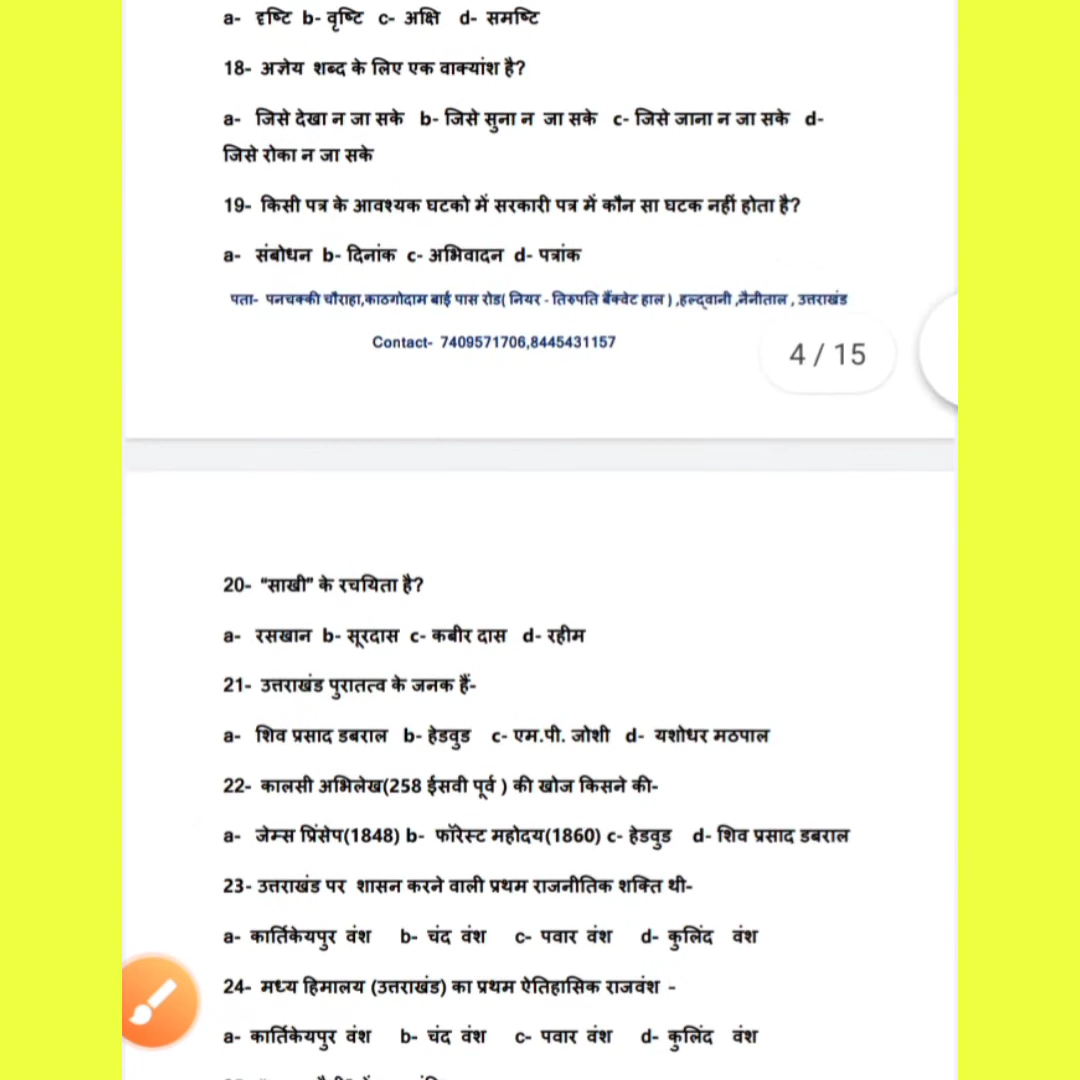 a- दृष्टि b- वृष्टि c- अक्षि d- समष्टि
18- अज्ञेय शब्द के लिए एक वाक्यांश है?
a- जिसे देखा न जा सके b- जिसे सुना न जा सके c- जिसे जाना न जा सके d-
जिसे रोका न जा सके
19- किसी पत्र के आवश्यक घटको में सरकारी पत्र में कौन सा घटक नहीं होता है?
a- संबोधन b- दिनांक c- अभिवादन d- पत्रांक
पता- पनचक्की चौराहा,काठगोदाम बाई पास रोड( नियर - तिरुपति बैंक्वेट हाल ) ,हल्द्वानी ,नैनीताल , उत्तराखंड
Contact- 7409571706,8445431157
4 / 15
20- "साखी" के रचयिता है?
a- रसखान b- सूरदास c- कबीर दास d- रहीम
21- उत्तराखंड पुरातत्व के जनक हैं-
a- शिव प्रसाद डबराल b- हेडवुड c- एम.पी. जोशी d- यशोधर मठपाल
22- कालसी अभिलेख(258 ईसवी पूर्व ) की खोज किसने की-
a- जेम्स प्रिंसेप(1848) b- फॉरेस्ट महोदय(1860) c- हेडवुड d- शिव प्रसाद डबराल
23- उत्तराखंड पर शासन करने वाली प्रथम राजनीतिक शक्ति थी-
a- कार्तिकेयपुर वंश b- चंद वंश c- पवार वंश d- कुलिंद वंश
24- मध्य हिमालय (उत्तराखंड) का प्रथम ऐतिहासिक राजवंश -
a- कार्तिकेयपुर वंश b- चंद वंश c- पवार वंश d- कुलिंद वंश